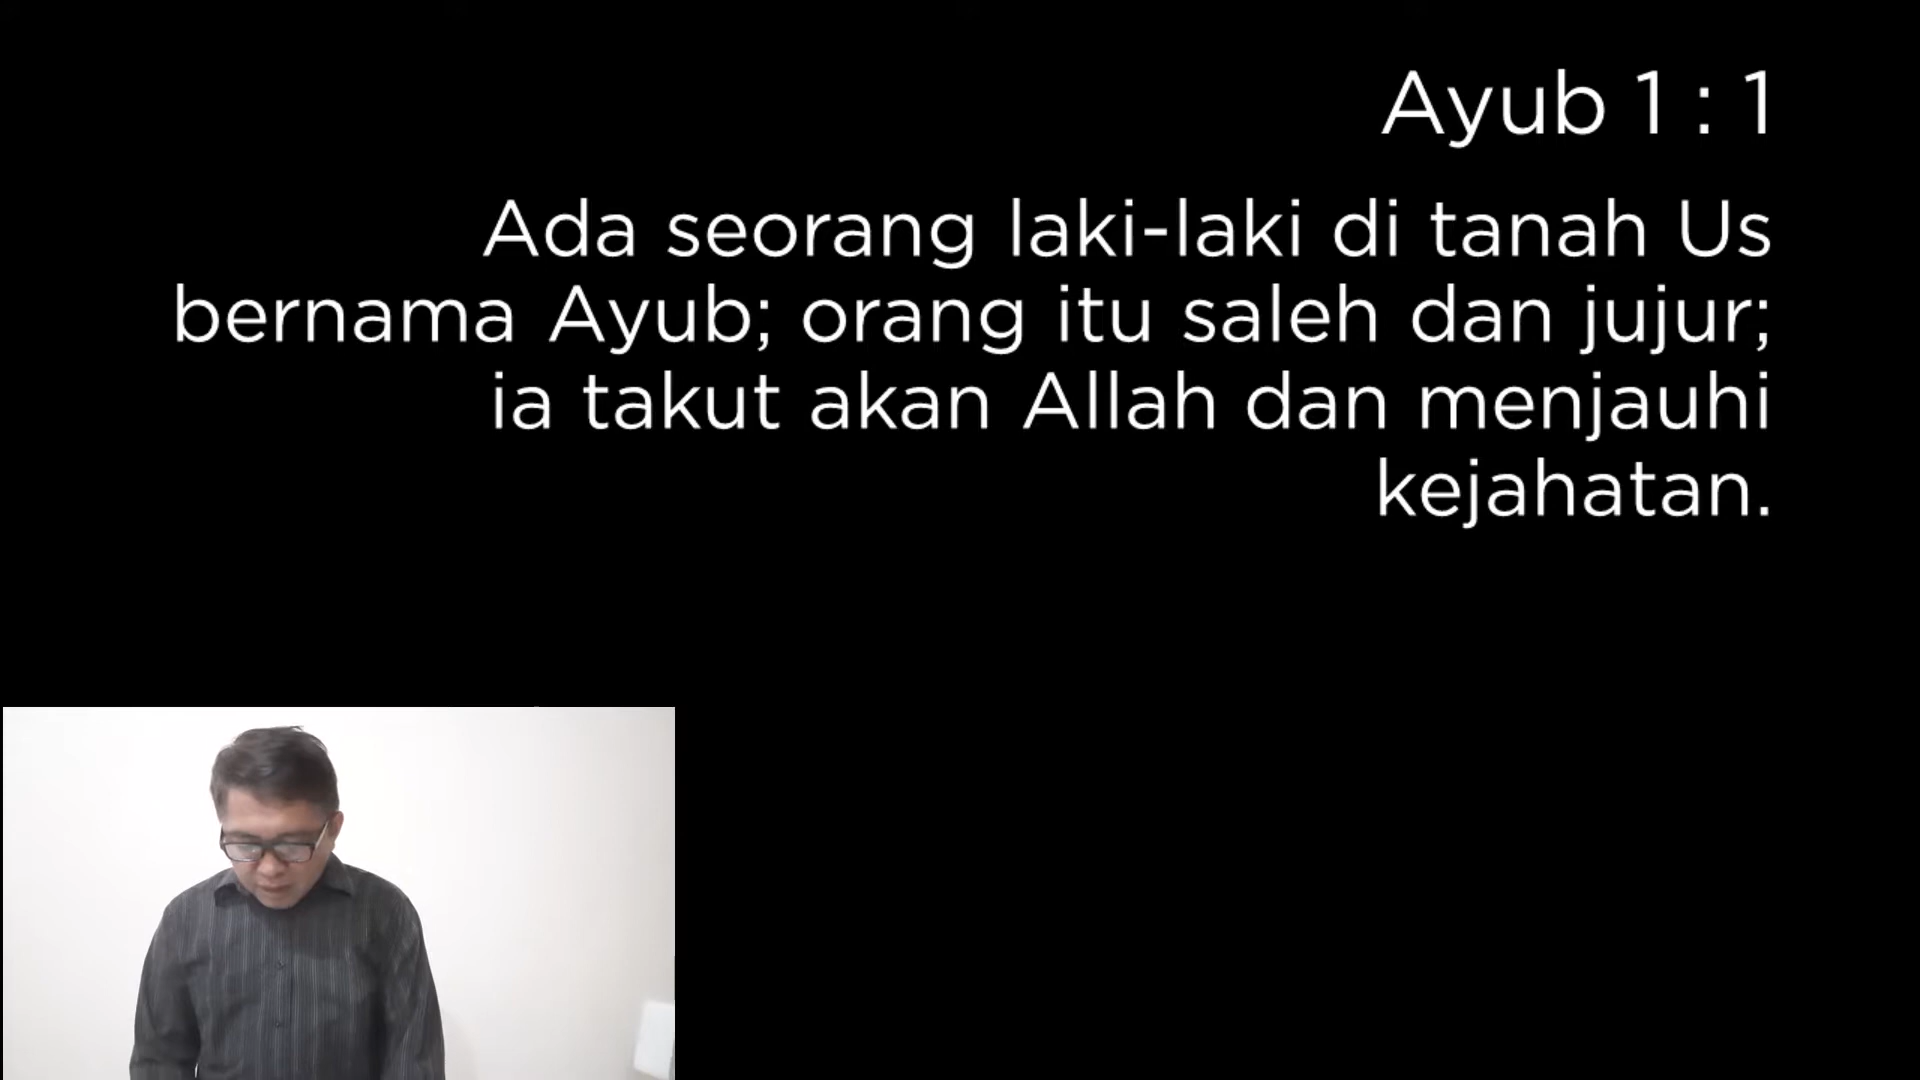 Ayub 1 : 1
Ada seorang laki-laki di tanah Us
bernama Ayub; orang itu saleh dan jujur;
ia takut akan Allah dan menjauhi
kejahatan.